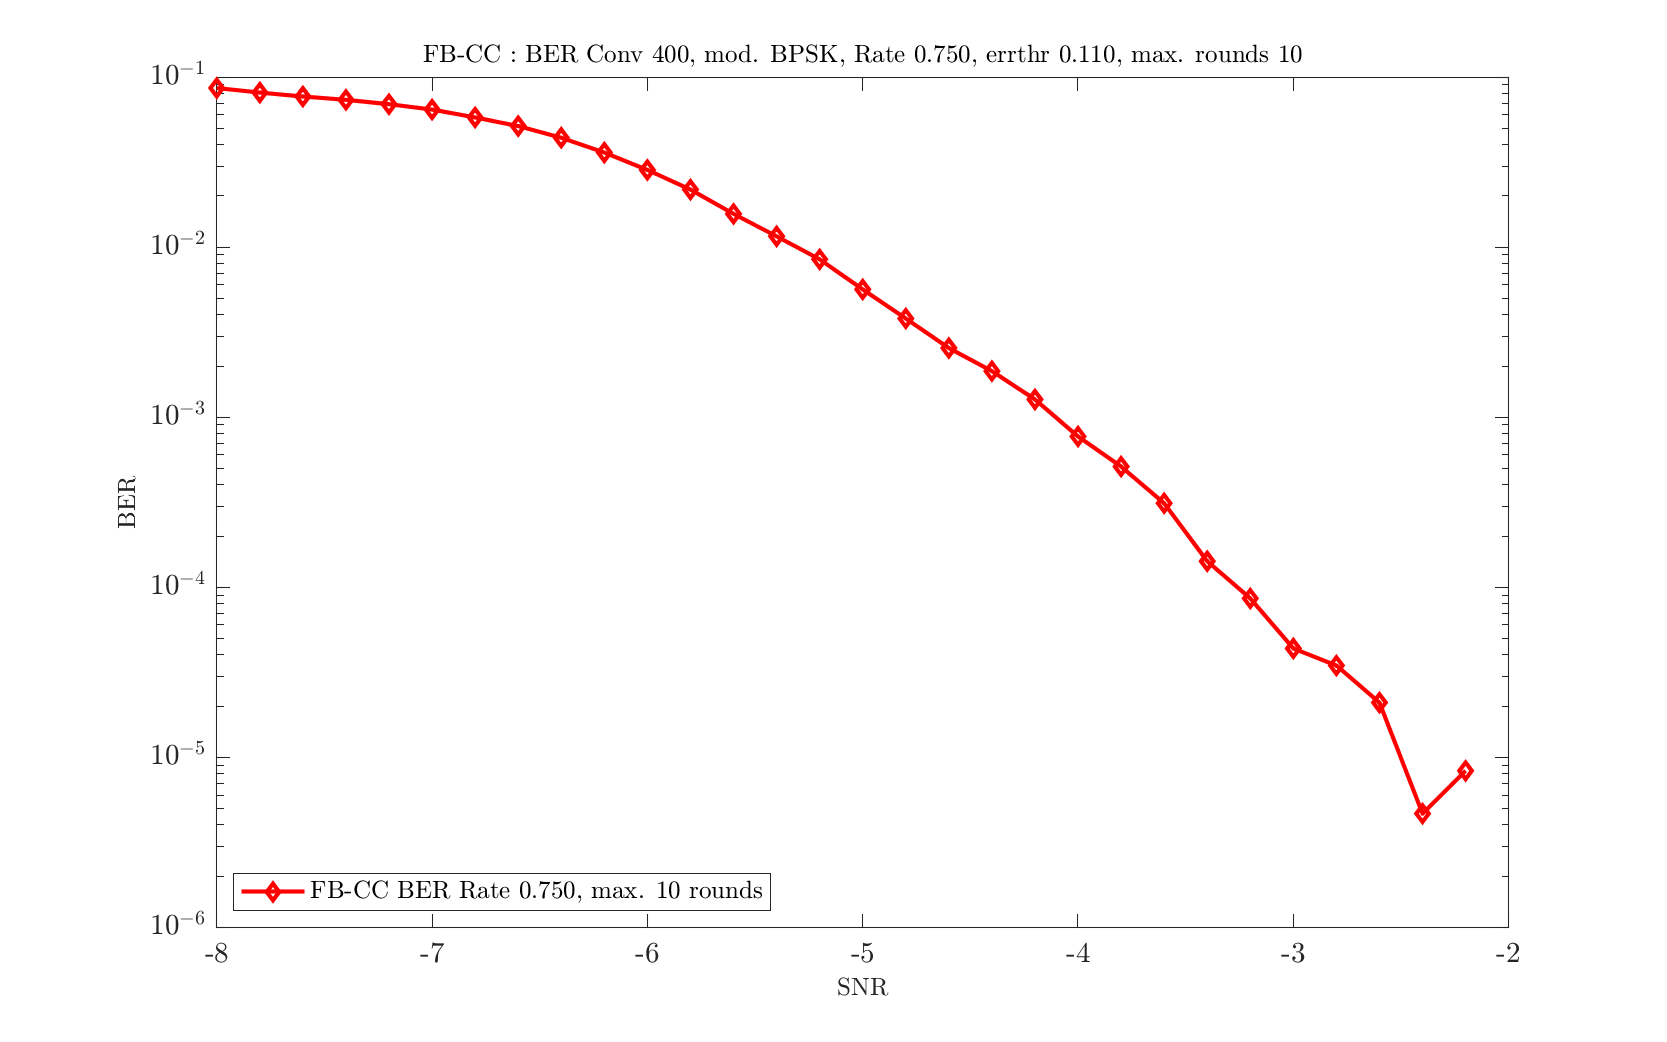 FB-CC : BER Conv 400, mod. BPSK, Rate 0.750, errthr 0.110, max. rounds 10
10⁻¹
10⁻²
10⁻³
10⁻⁴
10⁻⁵
10⁻⁶
BER
FB-CC BER Rate 0.750, max. 10 rounds
-8 -7 -6 -5 -4 -3 -2
SNR